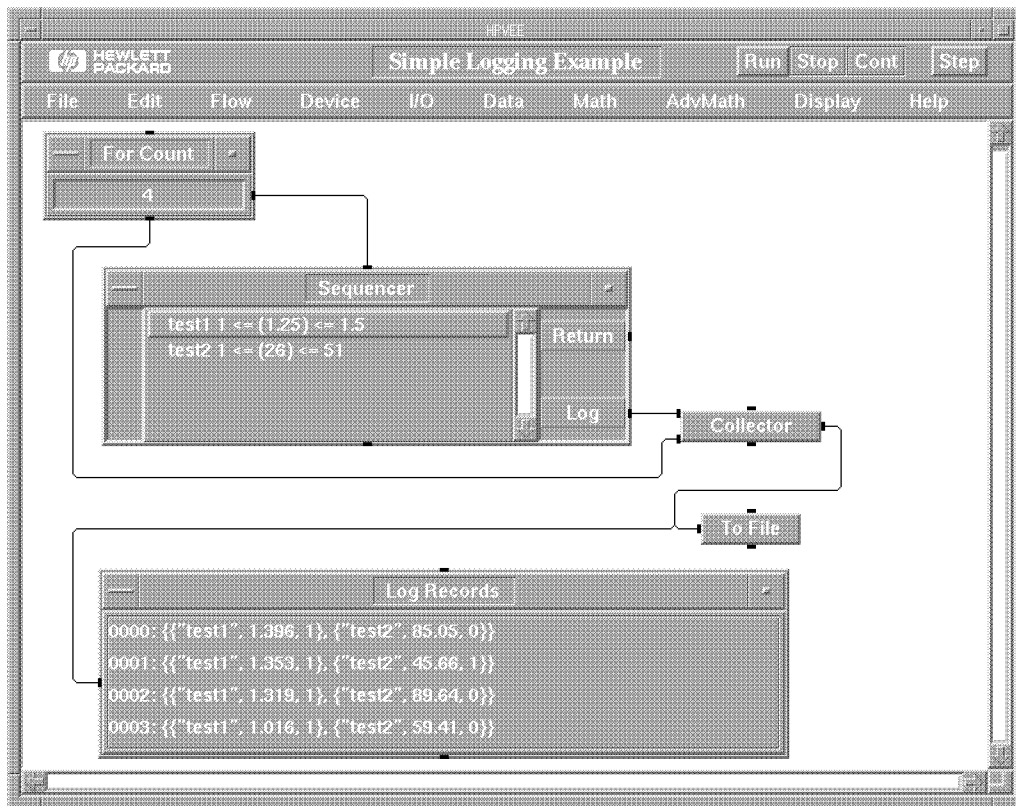 HPVEE
hp HEWLETT PACKARD
Simple Logging Example
Run Stop Cont Step
File Edit Flow Device I/O Data Math AdvMath Display Help
For Count
4
Sequencer
test1 1 <= (1.25) <= 1.5
test2 1 <= (26) <= 51
Return
Log
Collector
To File
Log Records
0000: {{"test1", 1.396, 1}, {"test2", 85.05, 0}}
0001: {{"test1", 1.353, 1}, {"test2", 45.66, 1}}
0002: {{"test1", 1.319, 1}, {"test2", 89.64, 0}}
0003: {{"test1", 1.016, 1}, {"test2", 59.41, 0}}